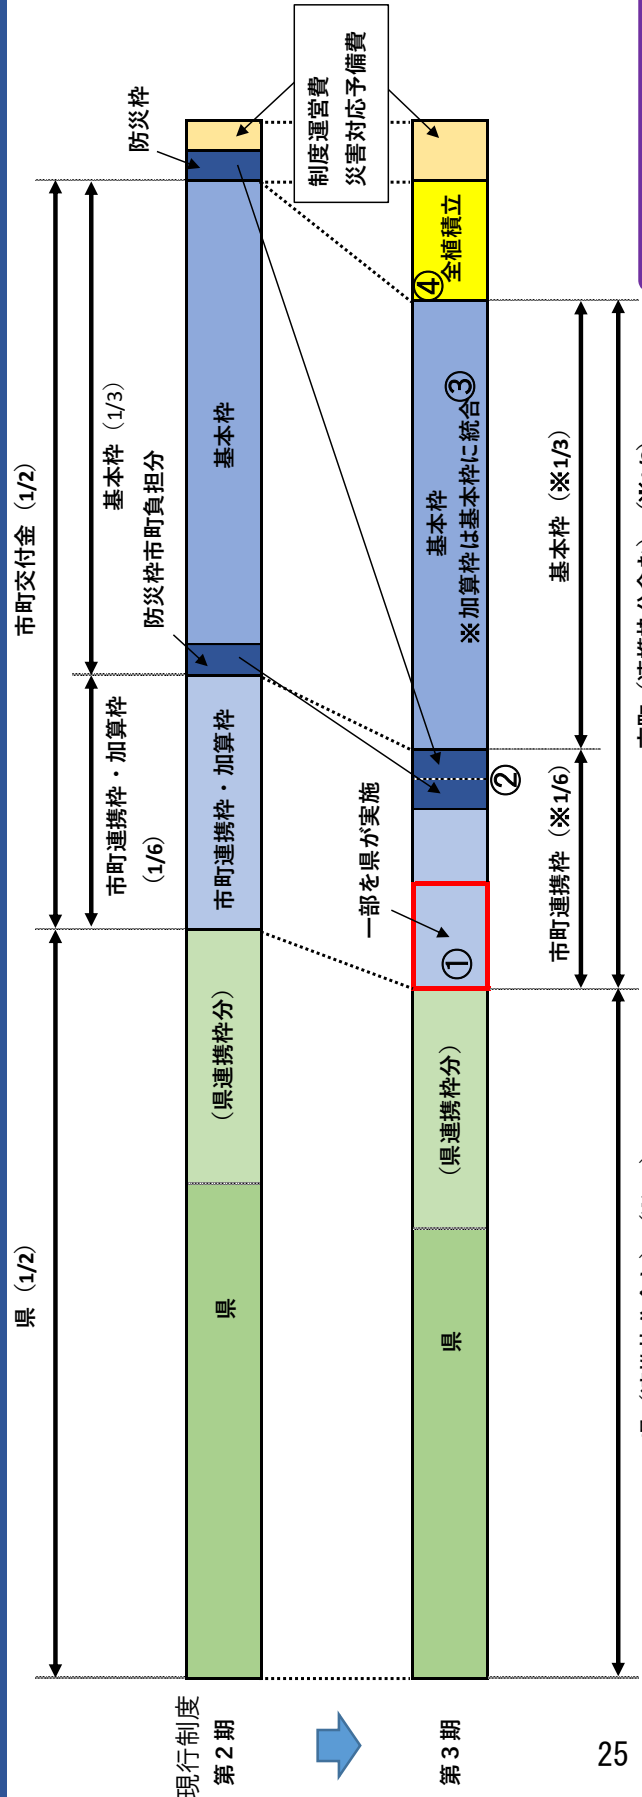 県（1/2）
市町交付金（1/2）
市町連携枠・加算枠
（1/6）
基本枠（1/3）
防災枠市町負担分
防災枠
現行制度
第２期
県
（県連携枠分）
市町連携枠・加算枠
基本枠
制度運営費
災害対応予備費
一部を県が実施
第３期
県
（県連携枠分）
①
②
基本枠
※加算枠は基本枠に統合
③
④
全植積立
市町連携枠（※1/6）
基本枠（※1/3）
25